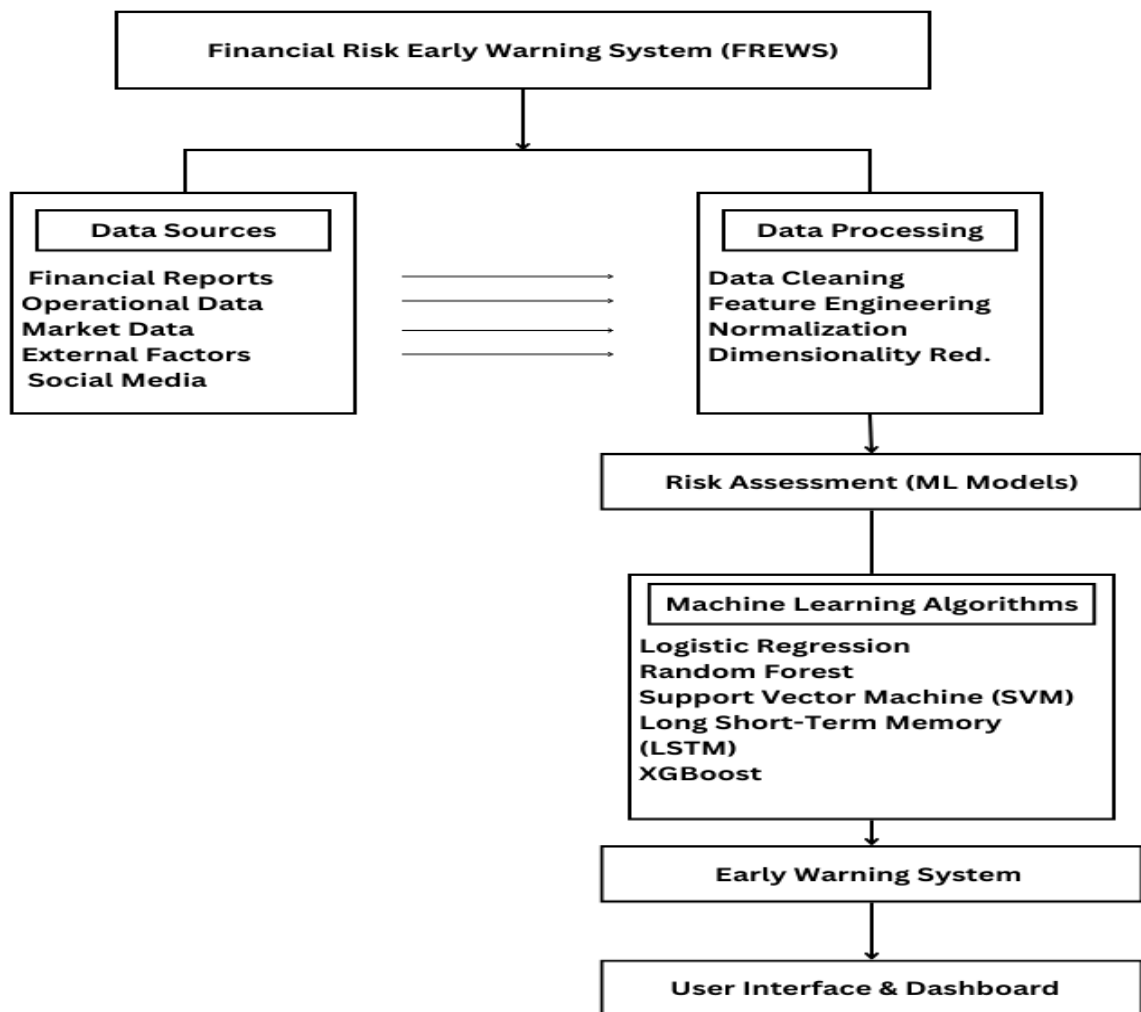 Financial Risk Early Warning System (FREWS)
Data Sources
Financial Reports
Operational Data
Market Data
External Factors
Social Media
Data Processing
Data Cleaning
Feature Engineering
Normalization
Dimensionality Red.
Risk Assessment (ML Models)
Machine Learning Algorithms
Logistic Regression
Random Forest
Support Vector Machine (SVM)
Long Short-Term Memory
(LSTM)
XGBoost
Early Warning System
User Interface & Dashboard